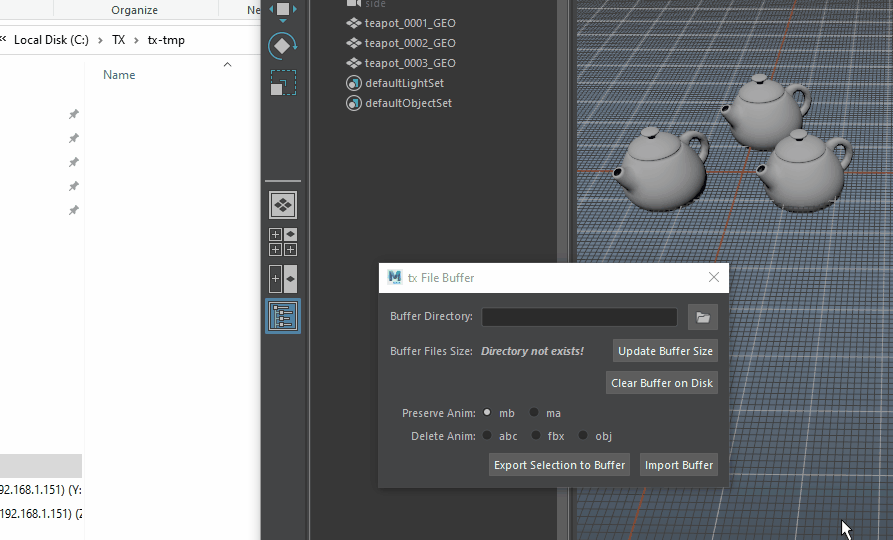 Organize
Ne
Local Disk (C:) > TX > tx-tmp
Name
92.168.1.151) (Y:
192.168.1.151) (Z
side
teapot_0001_GEO
teapot_0002_GEO
teapot_0003_GEO
defaultLightSet
defaultObjectSet
M tx File Buffer
Buffer Directory:
Buffer Files Size: Directory not exists! Update Buffer Size
Clear Buffer on Disk
Preserve Anim: mb ma
Delete Anim: abc fbx obj
Export Selection to Buffer Import Buffer